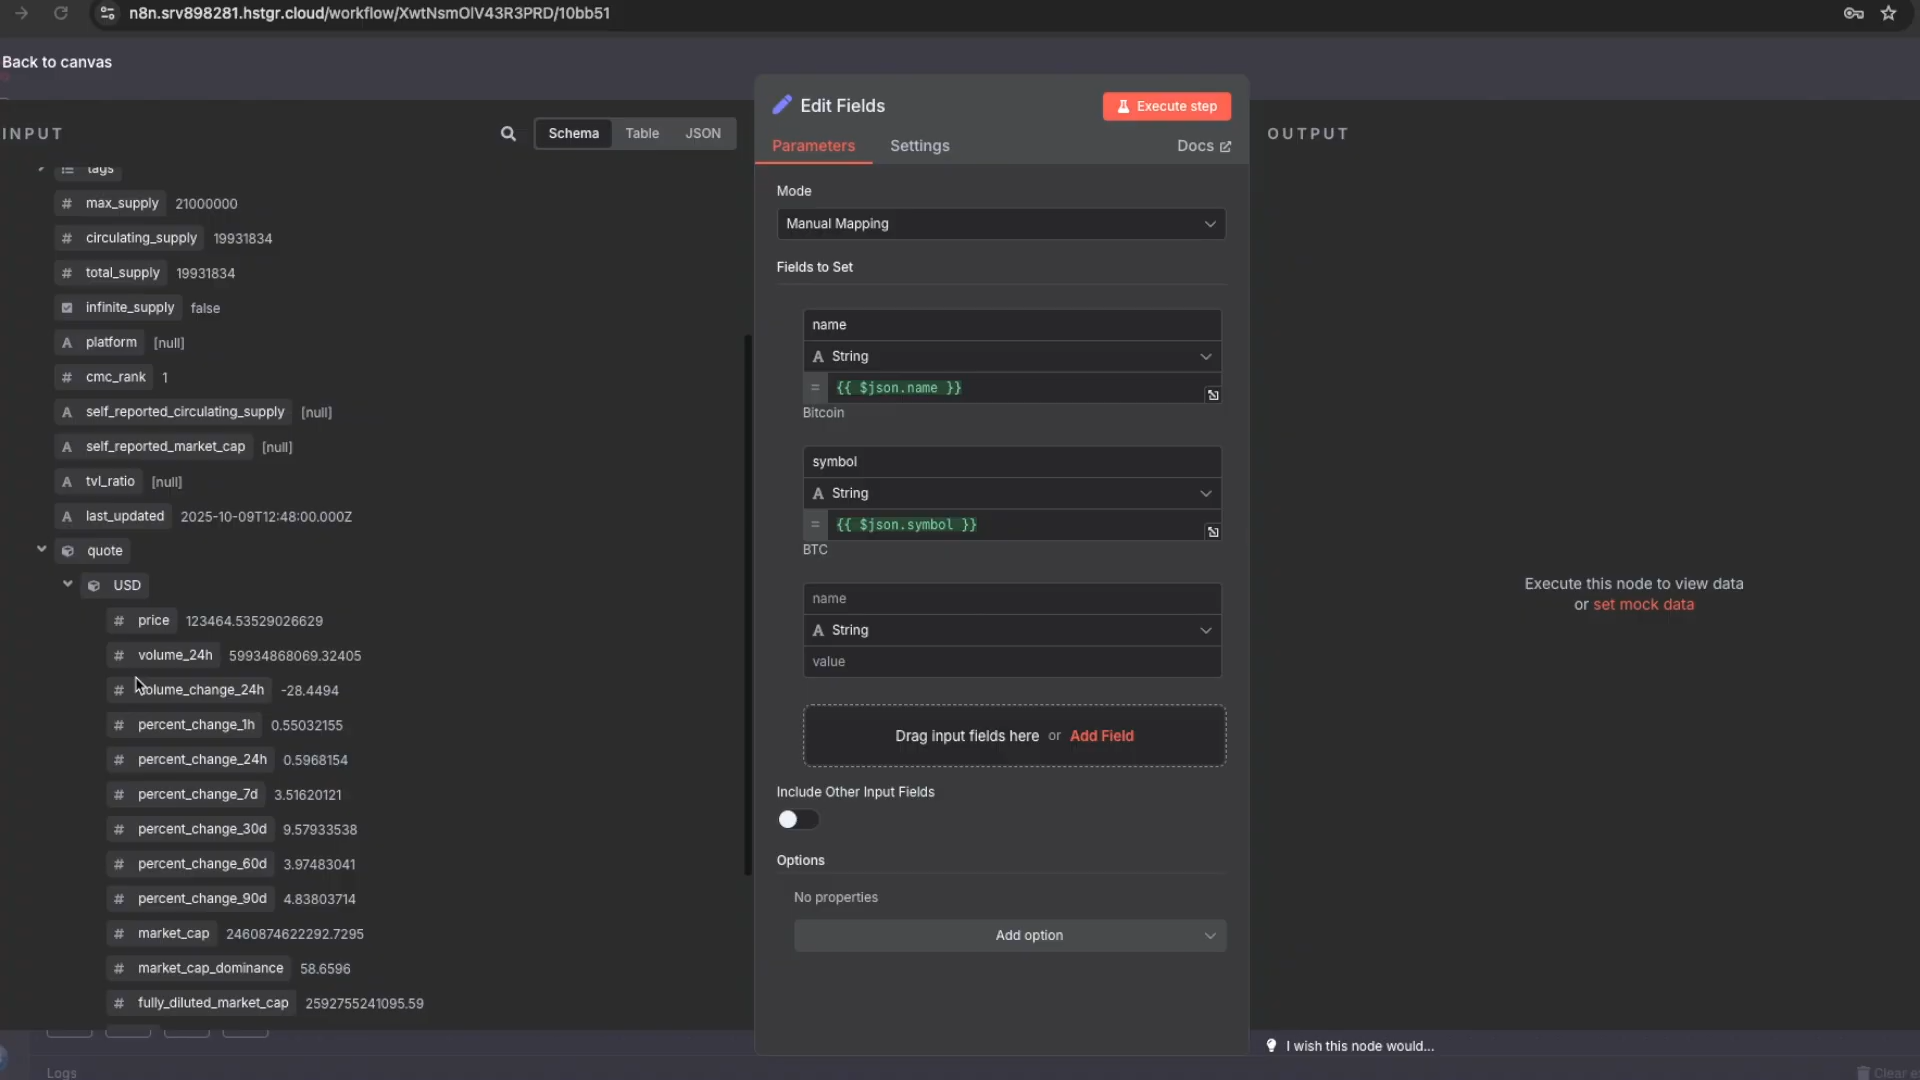 n8n.srv898281.hstgr.cloud/workflow/XwtNsmOlV43R3PRD/10bb51
Back to canvas
INPUT
Schema
Table
JSON
tags
# max_supply 21000000
# circulating_supply 19931834
# total_supply 19931834
infinite_supply false
A platform [null]
# cmc_rank 1
A self_reported_circulating_supply [null]
A self_reported_market_cap [null]
A tvl_ratio [null]
A last_updated 2025-10-09T12:48:00.000Z
quote
USD
# price 123464.53529026629
# volume_24h 59934868069.32405
# volume_change_24h -28.4494
# percent_change_1h 0.55032155
# percent_change_24h 0.5968154
# percent_change_7d 3.51620121
# percent_change_30d 9.57933538
# percent_change_60d 3.97483041
# percent_change_90d 4.83803714
# market_cap 2460874622292.7295
# market_cap_dominance 58.6596
# fully_diluted_market_cap 2592755241095.59
Logs
Edit Fields
Execute step
Parameters
Settings
Docs
Mode
Manual Mapping
Fields to Set
name
A String
= {{ $json.name }}
Bitcoin
symbol
A String
= {{ $json.symbol }}
BTC
name
A String
value
Drag input fields here or Add Field
Include Other Input Fields
Options
No properties
Add option
OUTPUT
Execute this node to view data
or set mock data
I wish this node would...